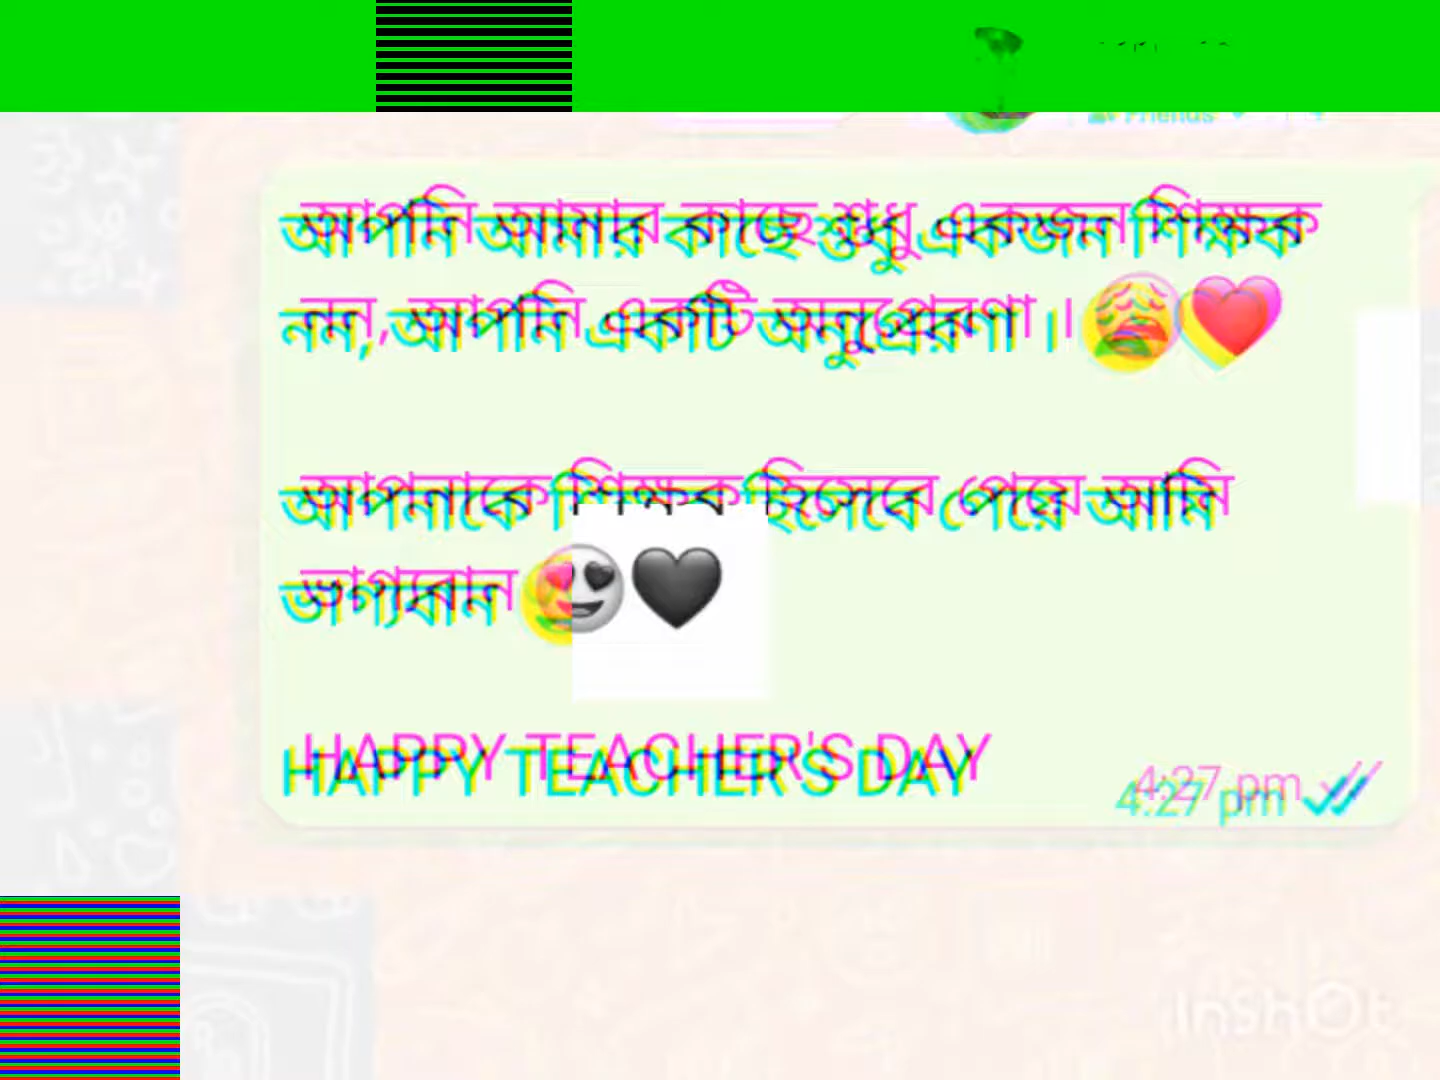 Friends
আপনি আমার কাছে শুধু একজন শিক্ষক
নন, আপনি একটি অনুপ্রেরণা । 😩❤️
আপনাকে শিক্ষক হিসেবে পেয়ে আমি
ভাগ্যবান 😍🖤
HAPPY TEACHER'S DAY
4:27 pm
InShOt